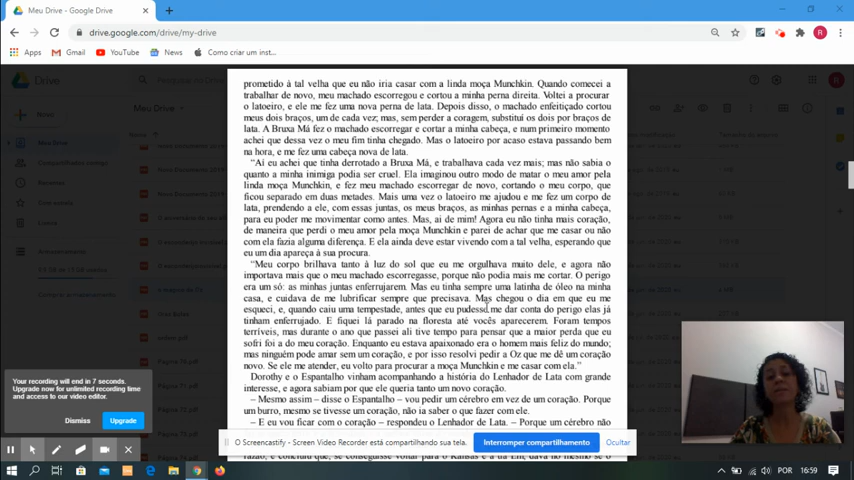 Meu Drive - Google Drive
drive.google.com/drive/my-drive
Apps Gmail YouTube News Como criar um inst...
Drive
Meu Drive
Novo
Meu Drive
Recentes
Armazenamento
prometido à tal velha que eu não iria casar com a linda moça Munchkin. Quando comecei a
trabalhar de novo, meu machado escorregou e cortou a minha perna direita. Voltei a procurar
o latoeiro, e ele me fez uma nova perna de lata. Depois disso, o machado enfeitiçado cortou
meus dois braços, um de cada vez; mas, sem perder a coragem, substituí os dois por braços de
lata. A Bruxa Má fez o machado escorregar e cortar a minha cabeça, e num primeiro momento
achei que dessa vez o meu fim tinha chegado. Mas o latoeiro por acaso estava passando bem
na hora, e me fez uma cabeça nova de lata.
“Aí eu achei que tinha derrotado a Bruxa Má, e trabalhava cada vez mais; mas não sabia o
quanto a minha inimiga podia ser cruel. Ela imaginou outro modo de matar o meu amor pela
linda moça Munchkin, e fez meu machado escorregar de novo, cortando o meu corpo, que
ficou separado em duas metades. Mais uma vez o latoeiro me ajudou e me fez um corpo de
lata, prendendo a ele, com essas juntas, os meus braços, as minhas pernas e a minha cabeça,
para eu poder me movimentar como antes. Mas, ai de mim! Agora eu não tinha mais coração,
de maneira que perdi o meu amor pela moça Munchkin e parei de achar que me casar ou não
com ela fazia alguma diferença. E ela ainda deve estar vivendo com a tal velha, esperando que
eu um dia apareça à sua procura.
“Meu corpo brilhava tanto à luz do sol que eu me orgulhava muito dele, e agora não
importava mais que o meu machado escorregasse, porque não podia mais me cortar. O perigo
era um só: as minhas juntas enferrujarem. Mas eu tinha sempre uma latinha de óleo na minha
casa, e cuidava de me lubrificar sempre que precisava. Mas chegou o dia em que eu me
esqueci, e, quando caiu uma tempestade, antes que eu pudesse me dar conta do perigo elas já
tinham enferrujado. E fiquei lá parado na floresta até vocês aparecerem. Foram tempos
terríveis, mas durante o ano que passei ali tive tempo para pensar que a maior perda que eu
sofri foi a do meu coração. Enquanto eu estava apaixonado era o homem mais feliz do mundo;
mas ninguém pode amar sem um coração, e por isso resolvi pedir a Oz que me dê um coração
novo. Se ele me atender, eu volto para procurar a moça Munchkin e me casar com ela.”
Dorothy e o Espantalho vinham acompanhando a história do Lenhador de Lata com grande
interesse, e agora sabiam por que ele queria tanto um novo coração.
– Mesmo assim – disse o Espantalho – vou pedir um cérebro em vez de um coração. Porque
um burro, mesmo se tivesse um coração, não ia saber o que fazer com ele.
– E eu vou ficar com o coração – respondeu o Lenhador de Lata. – Porque um cérebro não
Your recording will end in 7 seconds.
Upgrade now for unlimited recording
time and access to our video editor.
Dismiss Upgrade
O Screencastify - Screen Video Recorder está compartilhando sua tela.
Interromper compartilhamento
Ocultar
POR 16:59